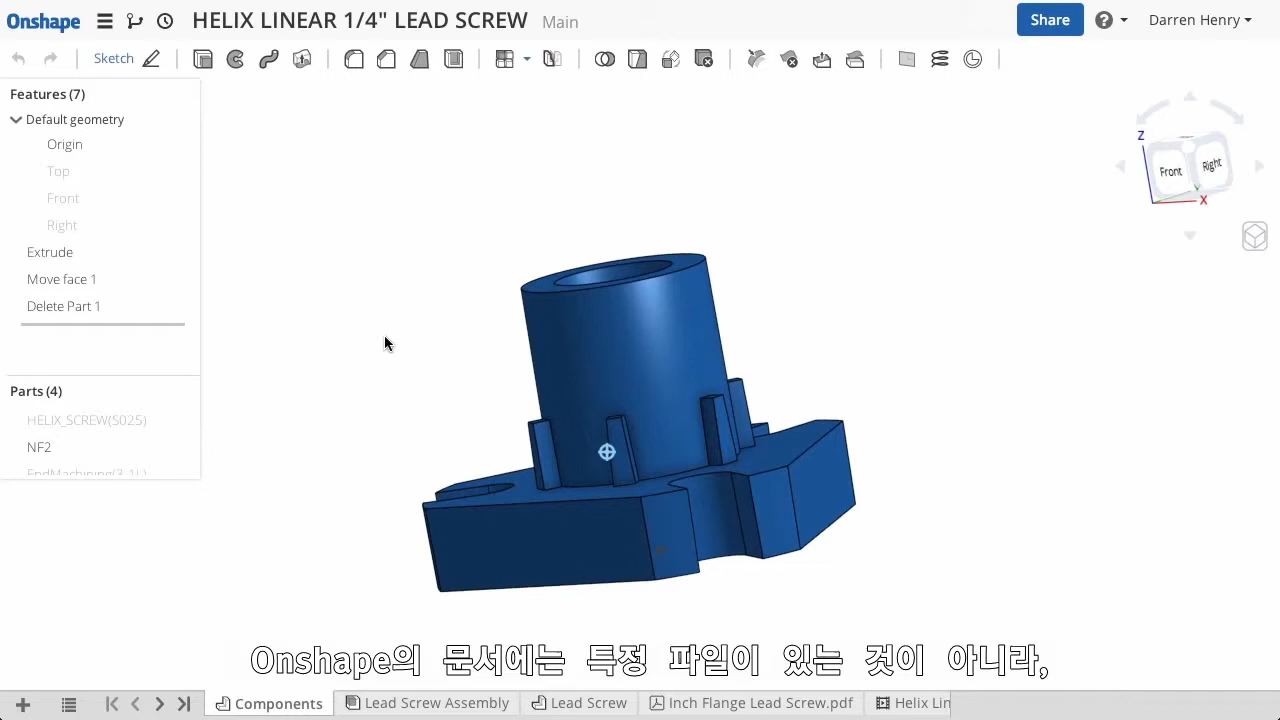 Onshape HELIX LINEAR 1/4" LEAD SCREW Main Share Darren Henry
Sketch
Features (7)
Default geometry
Origin
Top
Front
Right
Extrude
Move face 1
Delete Part 1
Parts (4)
HELIX_SCREW(S025)
NF2
EndMachining(3-1L)
Z
Front Right
X
Onshape의 문서에는 특정 파일이 있는 것이 아니라,
Components Lead Screw Assembly Lead Screw Inch Flange Lead Screw.pdf Helix Lin